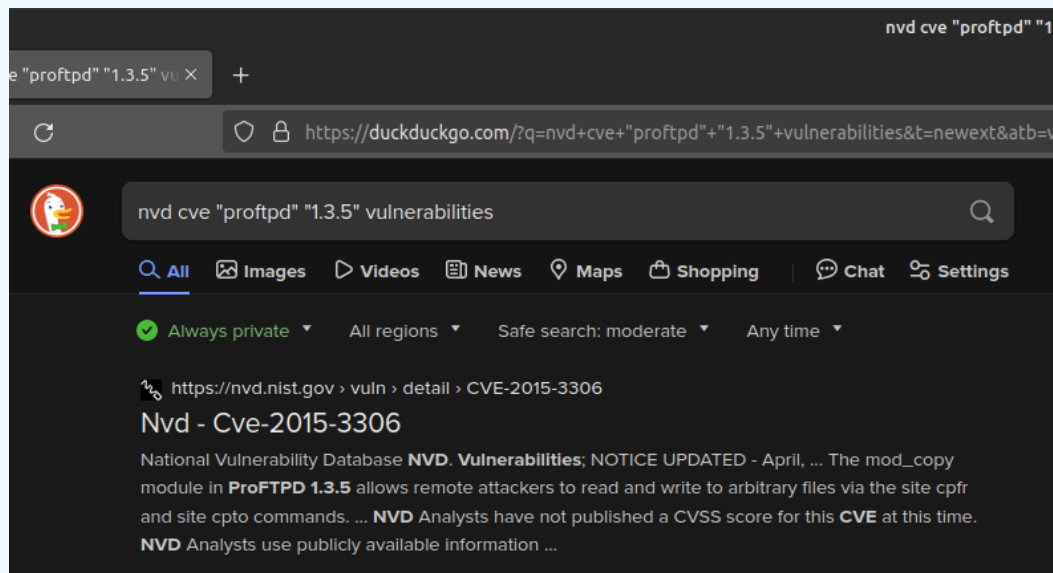 nvd cve "proftpd" "1
e "proftpd" "1.3.5" vu
https://duckduckgo.com/?q=nvd+cve+"proftpd"+"1.3.5"+vulnerabilities&t=newext&atb=v
nvd cve "proftpd" "1.3.5" vulnerabilities
All Images Videos News Maps Shopping Chat Settings
Always private All regions Safe search: moderate Any time
https://nvd.nist.gov › vuln › detail › CVE-2015-3306
Nvd - Cve-2015-3306
National Vulnerability Database NVD. Vulnerabilities; NOTICE UPDATED - April, ... The mod_copy
module in ProFTPD 1.3.5 allows remote attackers to read and write to arbitrary files via the site cpfr
and site cpto commands. ... NVD Analysts have not published a CVSS score for this CVE at this time.
NVD Analysts use publicly available information ...